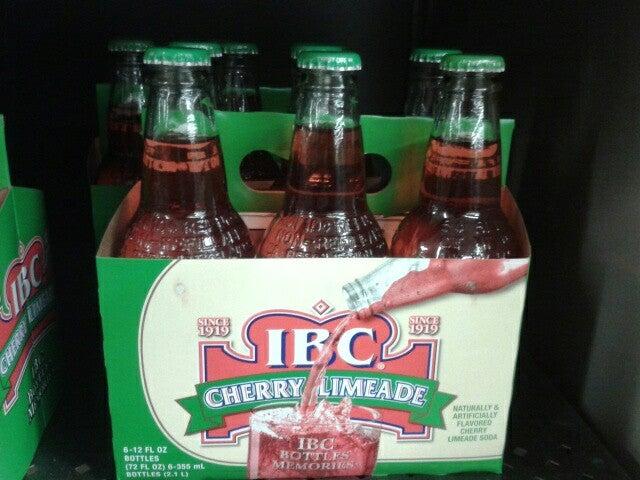 SINCE
1919
IBC
SINCE
1919
CHERRY LIMEADE
NATURALLY &
ARTIFICIALLY
FLAVORED
CHERRY
LIMEADE SODA
IBC
BOTTLES
MEMORIES
6-12 FL OZ
BOTTLES
(72 FL OZ) 6-355 mL
BOTTLES (2.1 L)
IBC
CHERRY